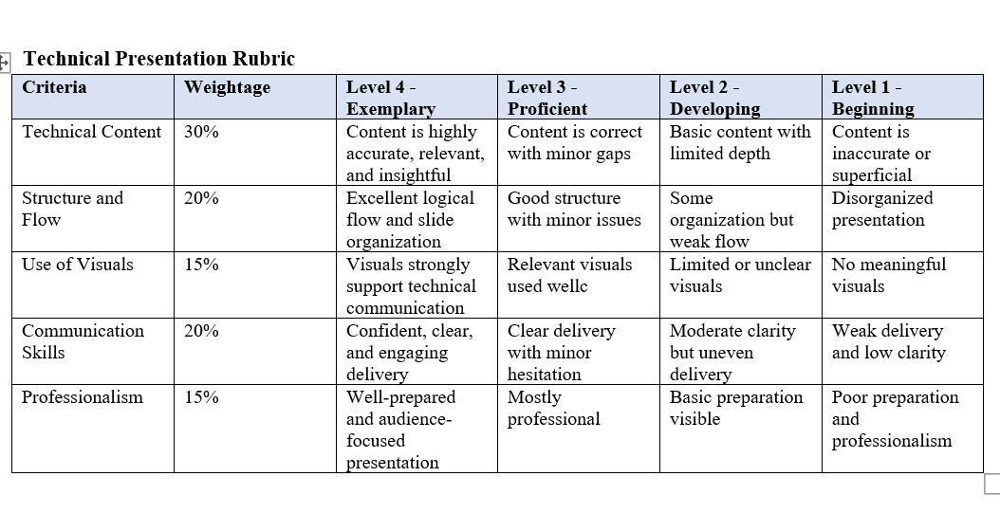 Technical Presentation Rubric
Criteria Weightage Level 4 - Level 3 - Level 2 - Level 1 -
Exemplary Proficient Developing Beginning
Technical Content 30% Content is highly Content is correct Basic content with Content is
accurate, relevant, with minor gaps limited depth inaccurate or
and insightful superficial
Structure and 20% Excellent logical Good structure Some Disorganized
Flow flow and slide with minor issues organization but presentation
organization weak flow
Use of Visuals 15% Visuals strongly Relevant visuals Limited or unclear No meaningful
support technical used wellc visuals visuals
communication
Communication 20% Confident, clear, Clear delivery Moderate clarity Weak delivery
Skills and engaging with minor but uneven and low clarity
delivery hesitation delivery
Professionalism 15% Well-prepared Mostly Basic preparation Poor preparation
and audience- professional visible and
focused professionalism
presentation